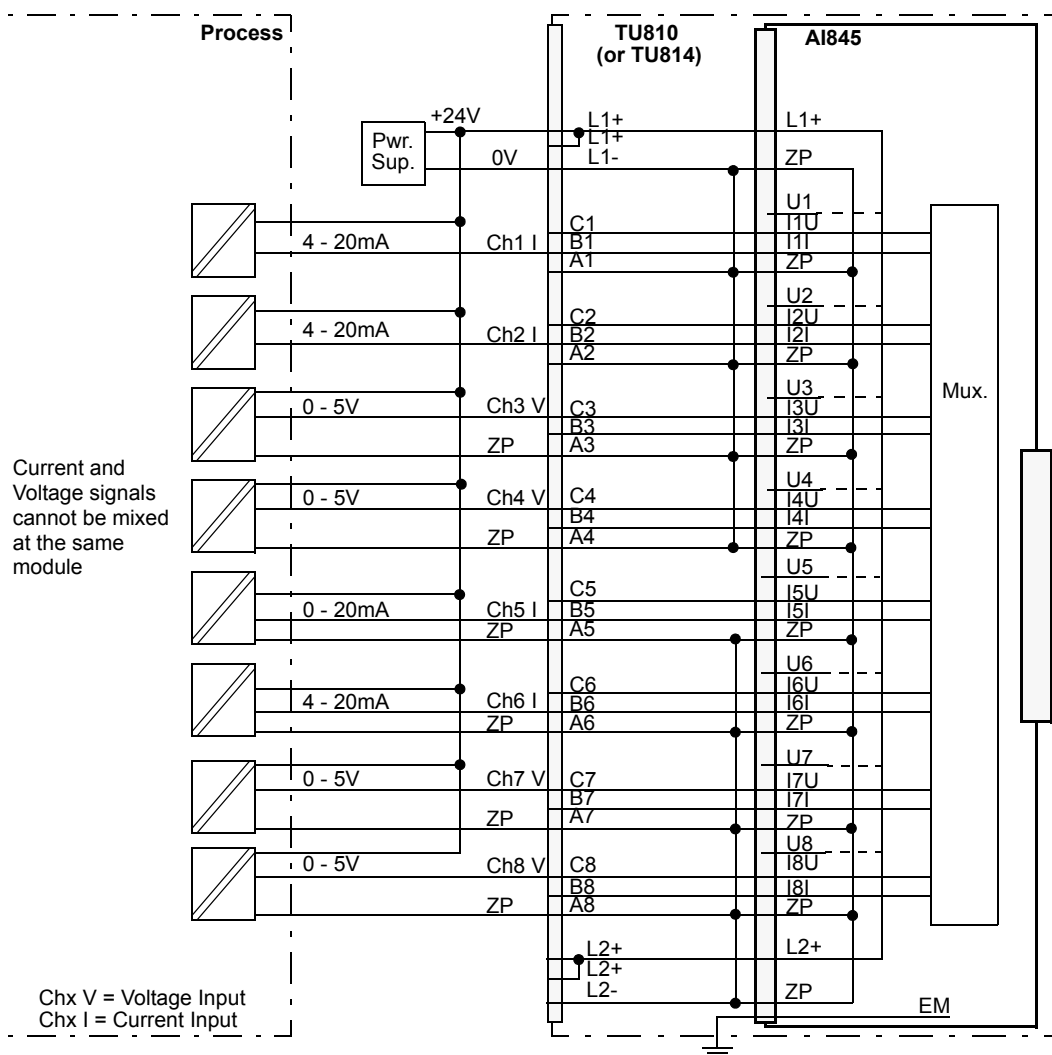 Process
TU810
(or TU814)
AI845
+24V
Pwr.
Sup.
0V
L1+
L1+
L1-
L1+
ZP
4 - 20mA
Ch1 I
C1
B1
A1
U1
I1U
I1I
ZP
4 - 20mA
Ch2 I
C2
B2
A2
U2
I2U
I2I
ZP
Mux.
0 - 5V
Ch3 V
ZP
C3
B3
A3
U3
I3U
I3I
ZP
Current and
Voltage signals
cannot be mixed
at the same
module
0 - 5V
Ch4 V
ZP
C4
B4
A4
U4
I4U
I4I
ZP
0 - 20mA
Ch5 I
ZP
C5
B5
A5
U5
I5U
I5I
ZP
4 - 20mA
Ch6 I
ZP
C6
B6
A6
U6
I6U
I6I
ZP
0 - 5V
Ch7 V
ZP
C7
B7
A7
U7
I7U
I7I
ZP
0 - 5V
Ch8 V
ZP
C8
B8
A8
U8
I8U
I8I
ZP
L2+
L2+
L2-
L2+
ZP
EM
Chx V = Voltage Input
Chx I = Current Input